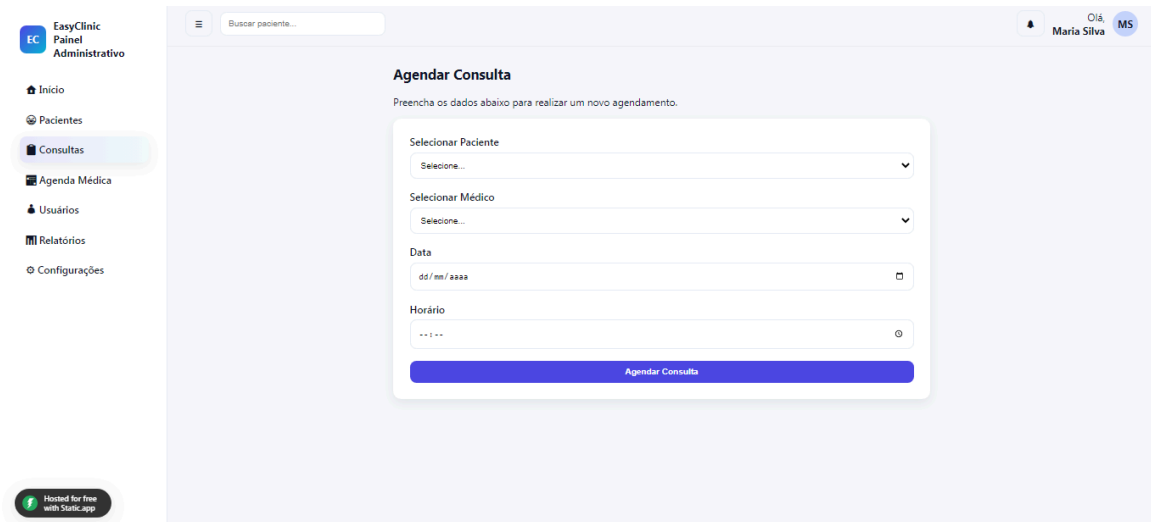 EC
EasyClinic
Painel
Administrativo
Início
Pacientes
Consultas
Agenda Médica
Usuários
Relatórios
Configurações
Hosted for free
with Static.app
Buscar paciente...
Olá,
Maria Silva
MS
Agendar Consulta
Preencha os dados abaixo para realizar um novo agendamento.
Selecionar Paciente
Selecione...
Selecionar Médico
Selecione...
Data
dd/mm/aaaa
Horário
--:--
Agendar Consulta